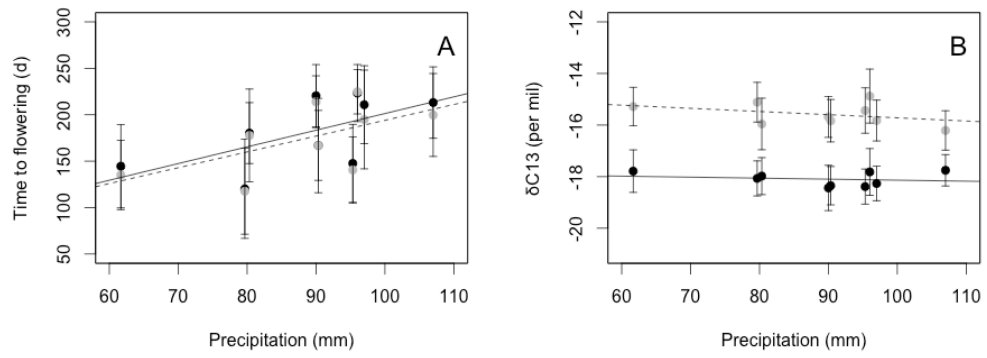 A
Time to flowering (d)
300
250
200
150
100
50
60 70 80 90 100 110
Precipitation (mm)
B
δC13 (per mil)
-12
-14
-16
-18
-20
60 70 80 90 100 110
Precipitation (mm)